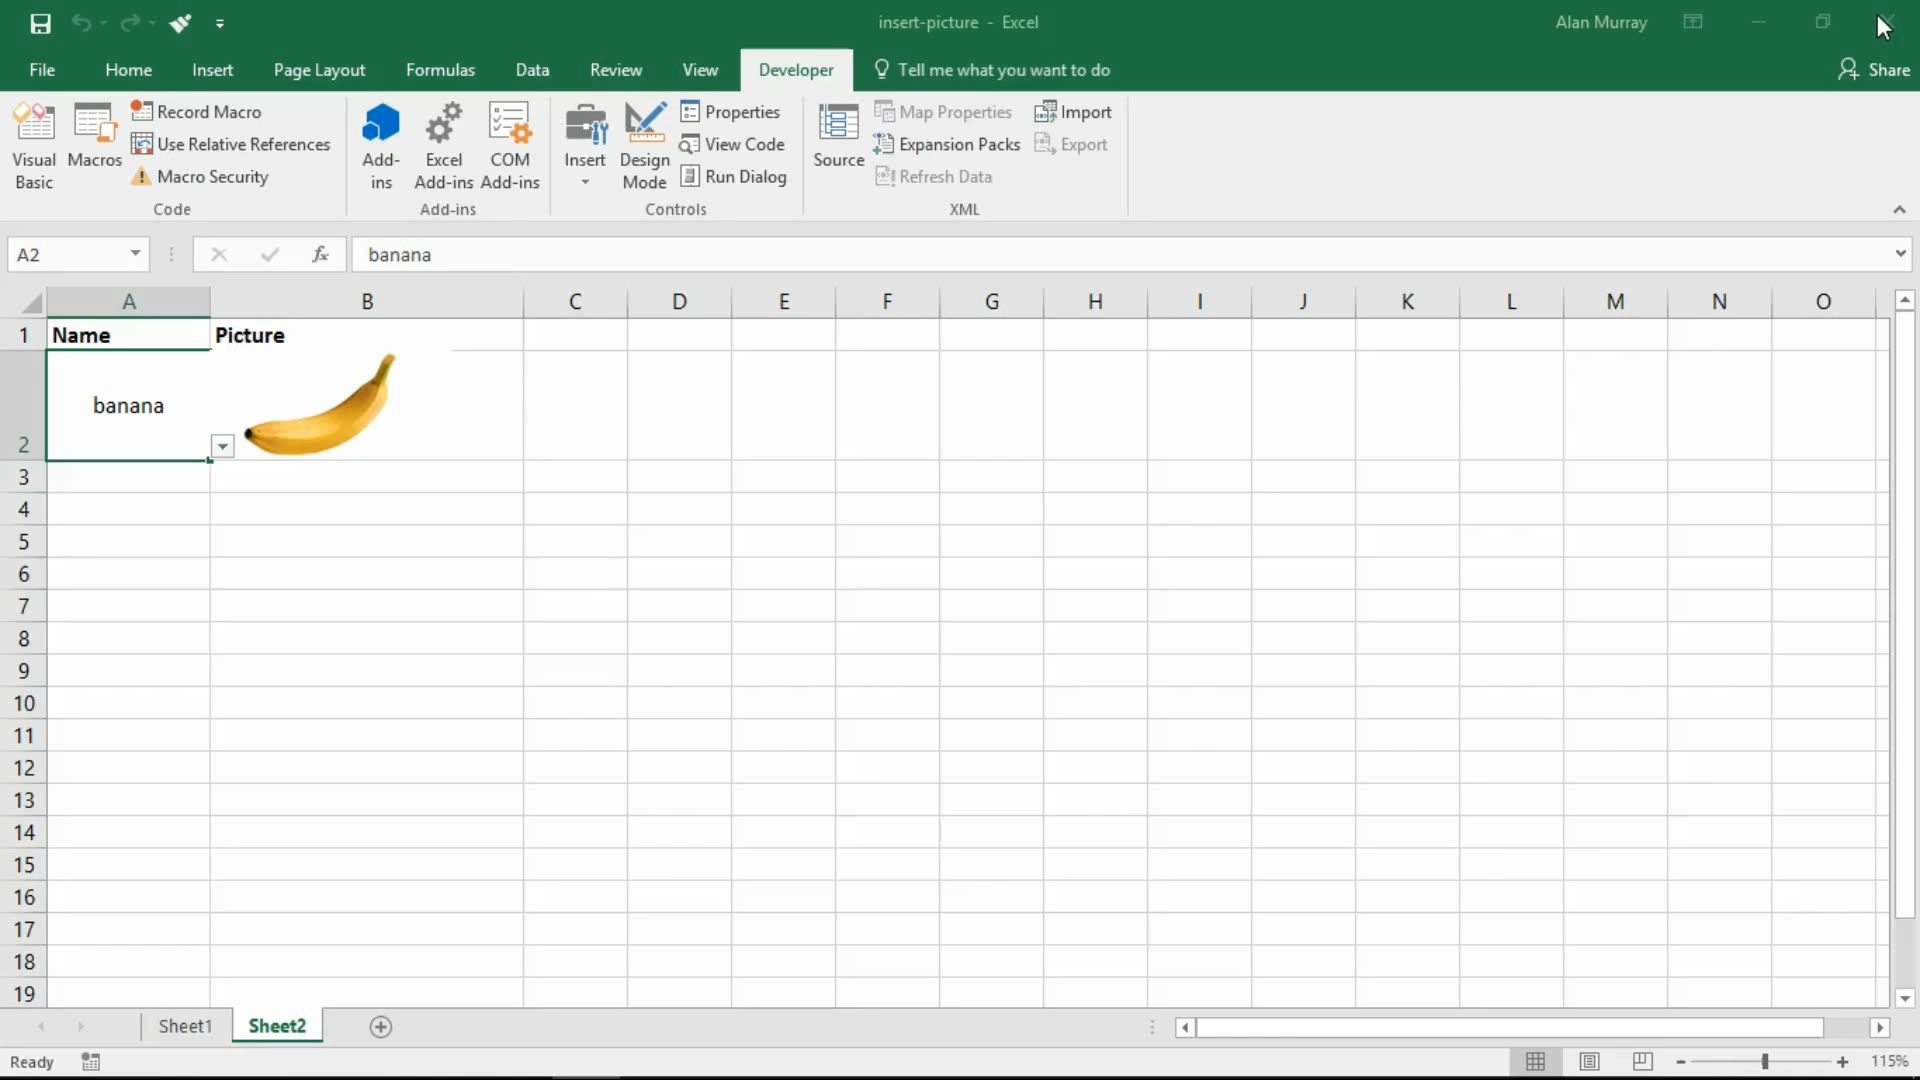 insert-picture - Excel
Alan Murray
File Home Insert Page Layout Formulas Data Review View Developer Tell me what you want to do Share
Visual Basic
Macros
Record Macro
Use Relative References
Macro Security
Code
Add-ins
Excel Add-ins
COM Add-ins
Add-ins
Insert
Design Mode
Properties
View Code
Run Dialog
Controls
Source
Map Properties
Expansion Packs
Refresh Data
Import
Export
XML
A2 fx banana
A B C D E F G H I J K L M N O
1 Name Picture
2 banana
3
4
5
6
7
8
9
10
11
12
13
14
15
16
17
18
19
Sheet1 Sheet2
Ready 115%